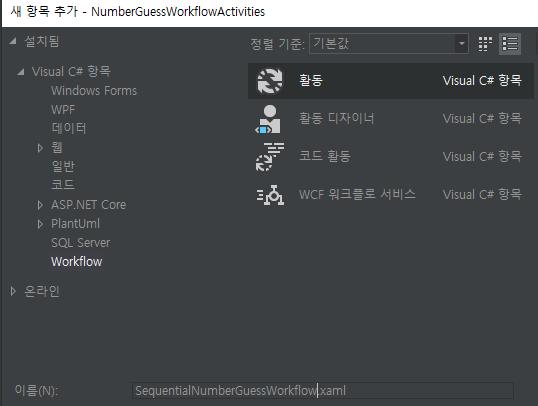 새 항목 추가 - NumberGuessWorkflowActivities
설치됨
정렬 기준: 기본값
Visual C# 항목
Windows Forms
WPF
데이터
웹
일반
코드
ASP.NET Core
PlantUml
SQL Server
Workflow
온라인
활동 Visual C# 항목
활동 디자이너 Visual C# 항목
코드 활동 Visual C# 항목
WCF 워크플로 서비스 Visual C# 항목
이름(N): SequentialNumberGuessWorkflow.xaml